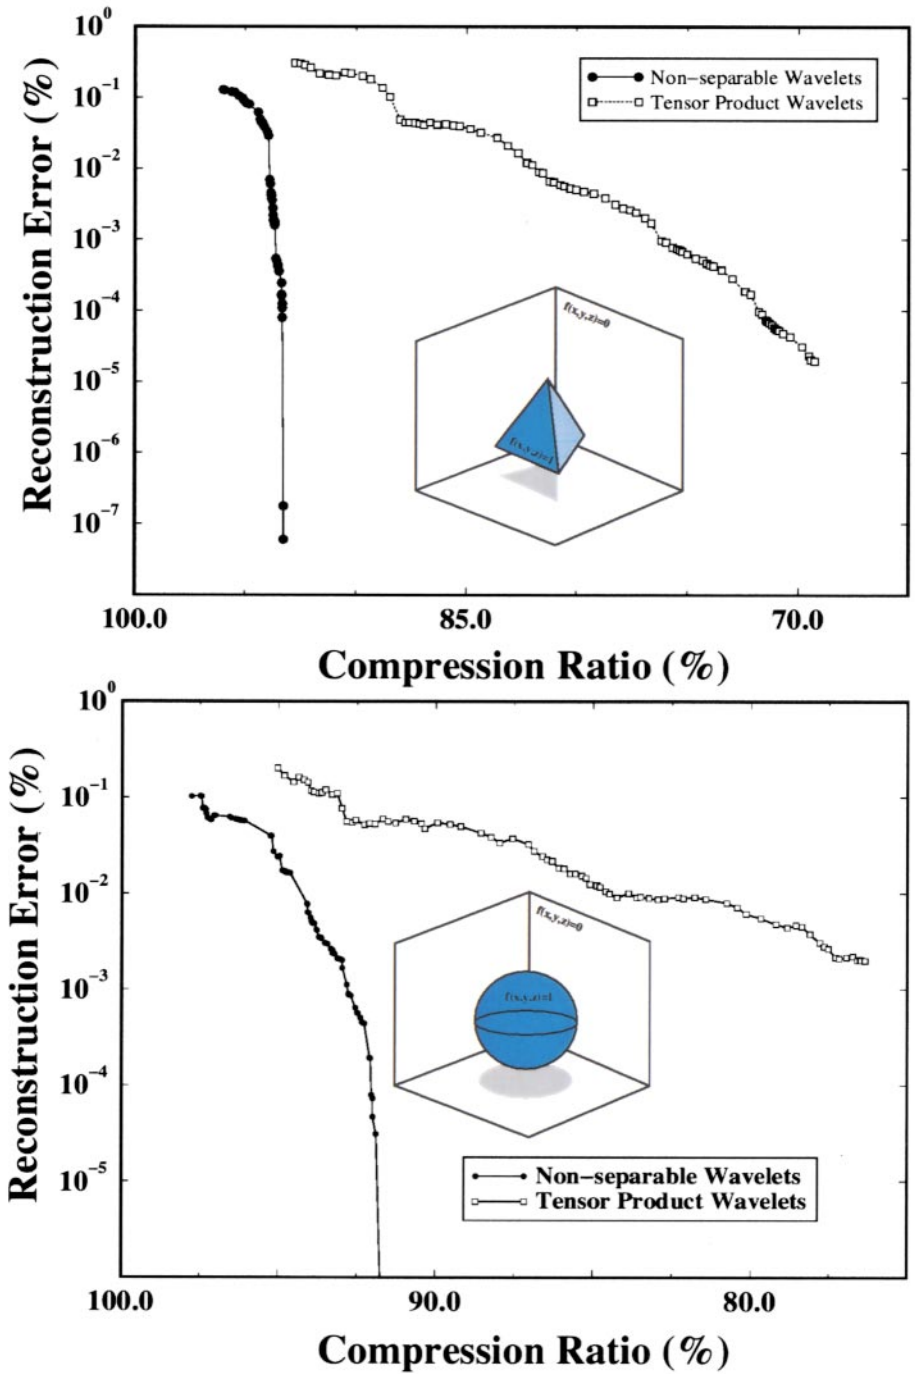 10^0
10^-1
10^-2
10^-3
10^-4
10^-5
10^-6
10^-7
Reconstruction Error (%)
Non-separable Wavelets
Tensor Product Wavelets
f(x,y,z)=0
f(x,y,z)=1
100.0 85.0 70.0
Compression Ratio (%)
10^0
10^-1
10^-2
10^-3
10^-4
10^-5
Reconstruction Error (%)
f(x,y,z)=0
f(x,y,z)=1
Non-separable Wavelets
Tensor Product Wavelets
100.0 90.0 80.0
Compression Ratio (%)